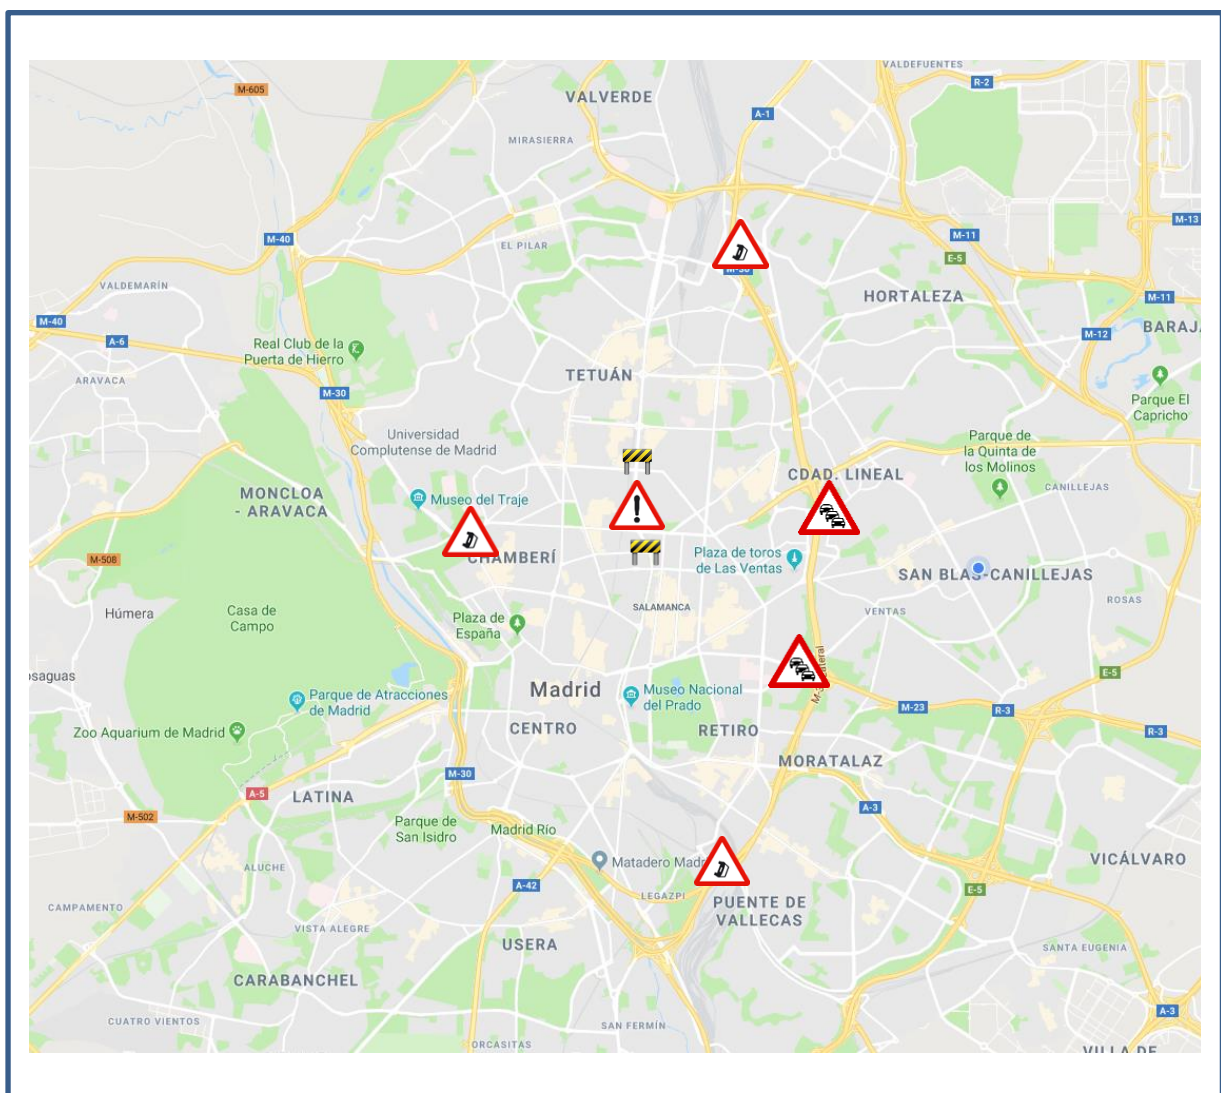 VALDEFUENTES
M-605
R-2
VALVERDE
A-1
MIRASIERRA
M-13
M-40
M-11
EL PILAR
E-5
M-30
VALDEMARÍN
HORTALEZA
M-11
M-40
BARAJ
A-6
M-12
Real Club de la
Puerta de Hierro
TETUÁN
ARAVACA
M-30
Parque El
Capricho
Universidad
Complutense de Madrid
Parque de
la Quinta de
los Molinos
CDAD. LINEAL
CANILLEJAS
MONCLOA
- ARAVACA
Museo del Traje
!
M-508
CHAMBERÍ
Plaza de toros
de Las Ventas
SAN BLAS-CANILLEJAS
ROSAS
Húmera
Casa de
Campo
SALAMANCA
VENTAS
Plaza de
España
osaguas
E-5
Parque de Atracciones
de Madrid
Madrid
Museo Nacional
del Prado
M-23
R-3
Zoo Aquarium de Madrid
CENTRO
RETIRO
R-3
MORATALAZ
M-30
A-5
LATINA
A-3
M-502
Parque de
San Isidro
Madrid Río
Matadero Madr
VICÁLVARO
ALUCHE
A-42
LEGAZPI
E-5
CAMPAMENTO
PUENTE DE
VALLECAS
VISTA ALEGRE
USERA
SANTA EUGENIA
CARABANCHEL
A-3
CUATRO VIENTOS
SAN FERMÍN
ORCASITAS
VILLA DE